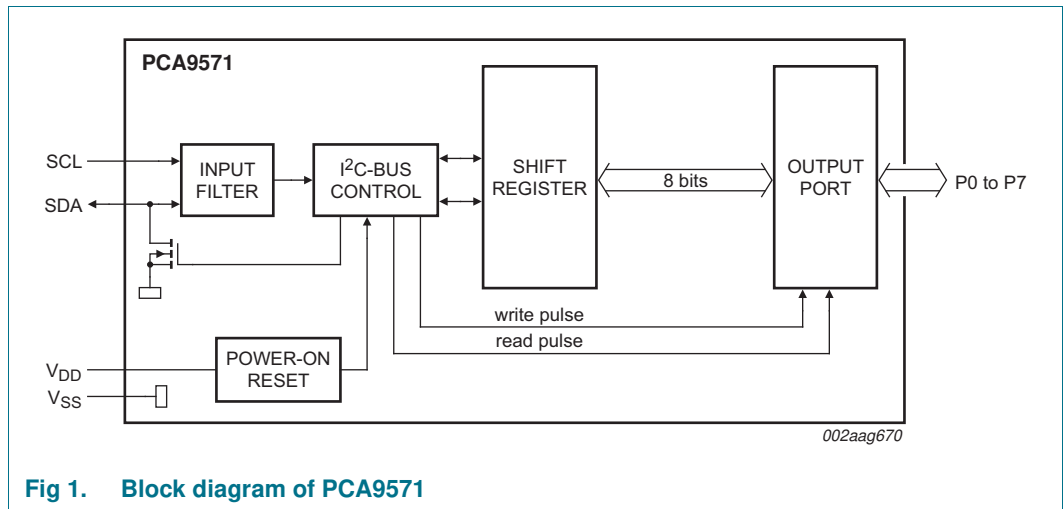 PCA9571
SCL
SDA
INPUT
FILTER
I²C-BUS
CONTROL
SHIFT
REGISTER
8 bits
OUTPUT
PORT
P0 to P7
write pulse
read pulse
POWER-ON
RESET
VDD
VSS
002aag670
Fig 1. Block diagram of PCA9571